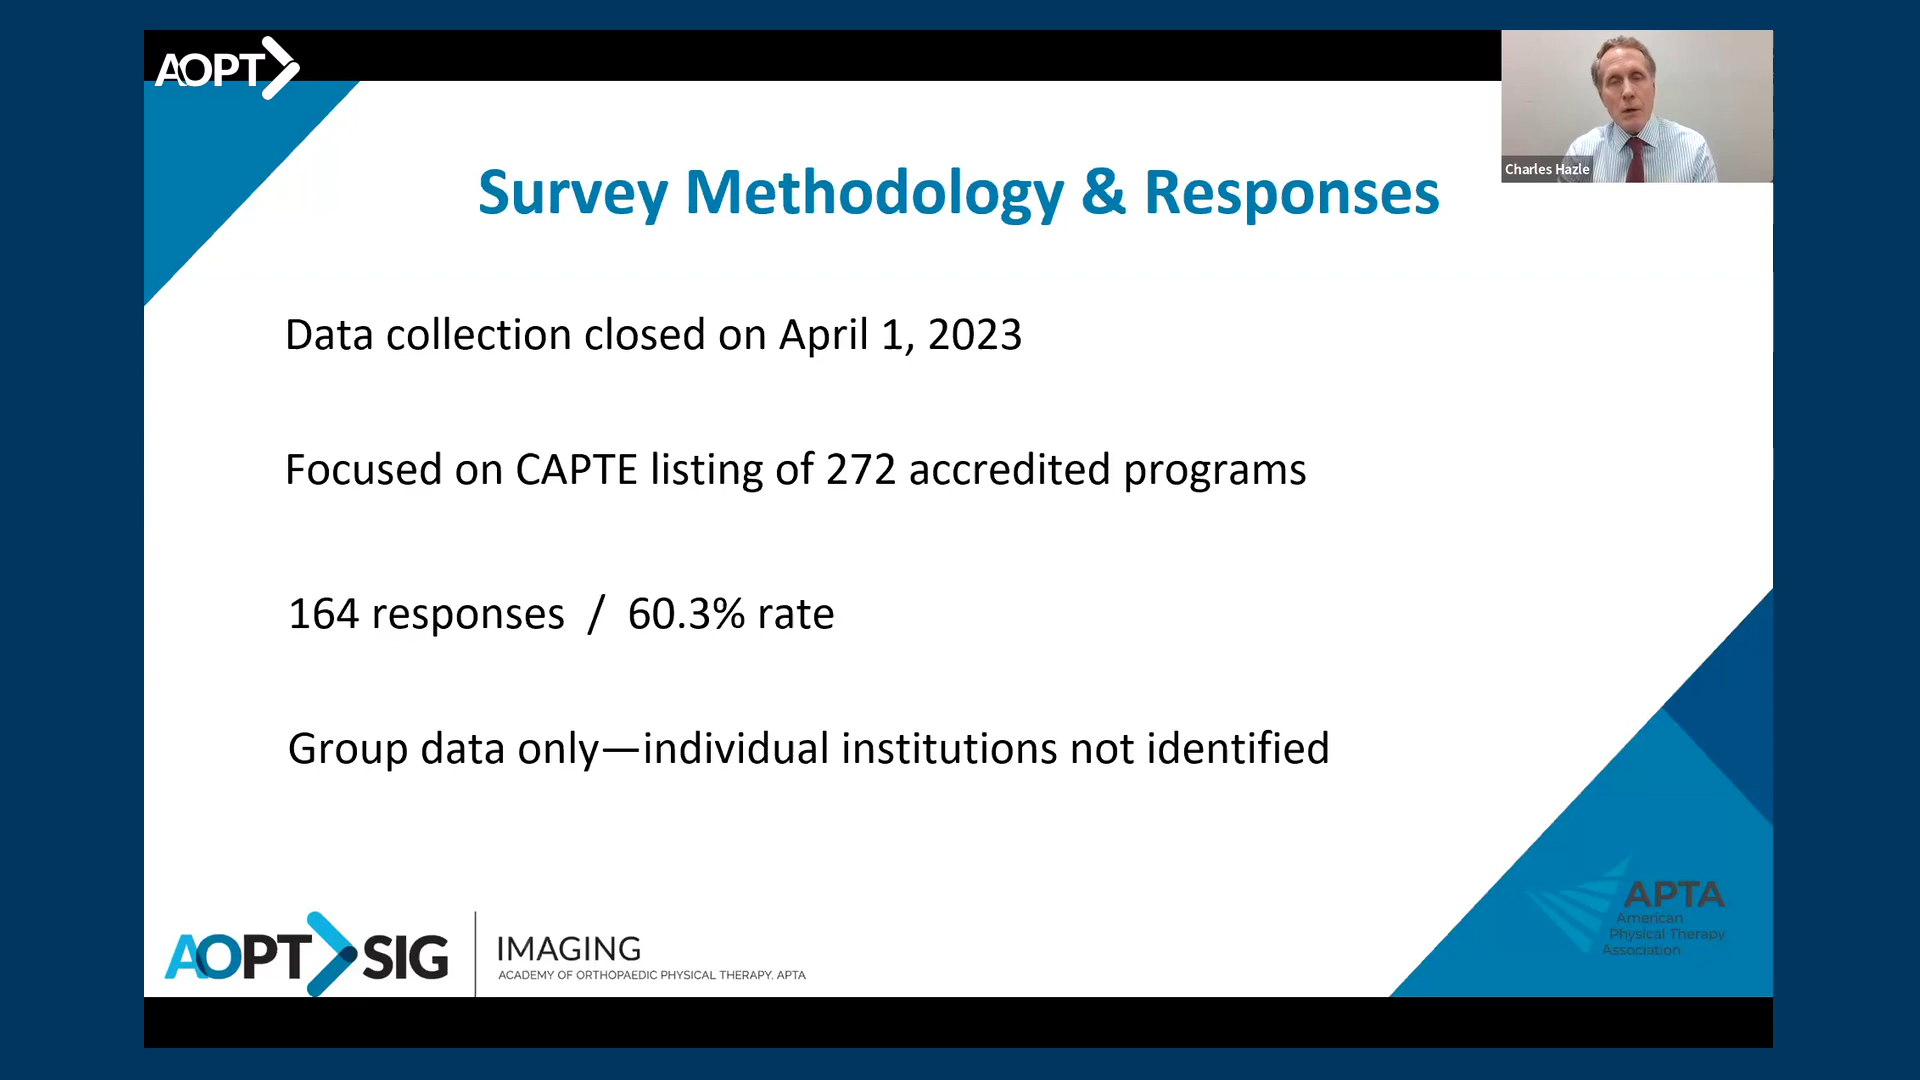 AOPT
Charles Hazle
Survey Methodology & Responses
Data collection closed on April 1, 2023
Focused on CAPTE listing of 272 accredited programs
164 responses / 60.3% rate
Group data only—individual institutions not identified
APTA
American
Physical Therapy
Association
AOPT SIG
IMAGING
ACADEMY OF ORTHOPAEDIC PHYSICAL THERAPY, APTA